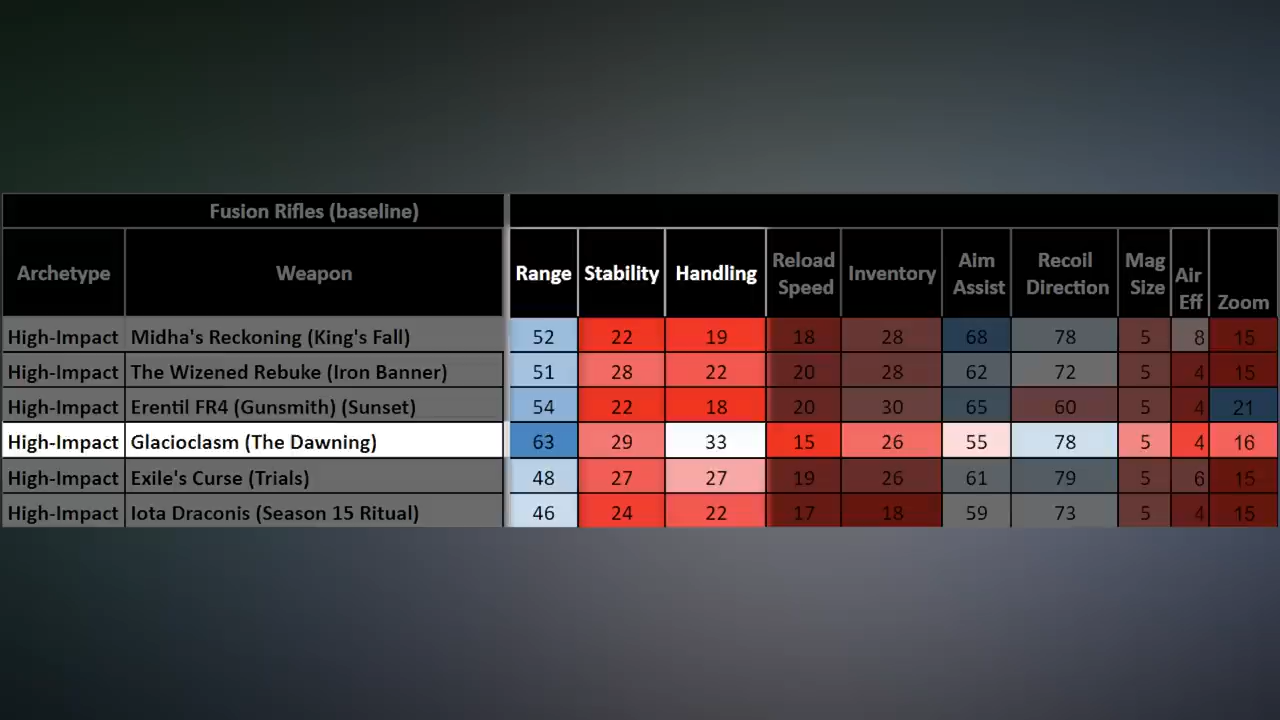 Fusion Rifles (baseline)
Archetype Weapon Range Stability Handling Reload Speed Inventory Aim Assist Recoil Direction Mag Size Air Eff Zoom
High-Impact Midha's Reckoning (King's Fall) 52 22 19 18 28 68 78 5 8 15
High-Impact The Wizened Rebuke (Iron Banner) 51 28 22 20 28 62 72 5 4 15
High-Impact Erentil FR4 (Gunsmith) (Sunset) 54 22 18 20 30 65 60 5 4 21
High-Impact Glacioclasm (The Dawning) 63 29 33 15 26 55 78 5 4 16
High-Impact Exile's Curse (Trials) 48 27 27 19 26 61 79 5 6 15
High-Impact Iota Draconis (Season 15 Ritual) 46 24 22 17 18 59 73 5 4 15